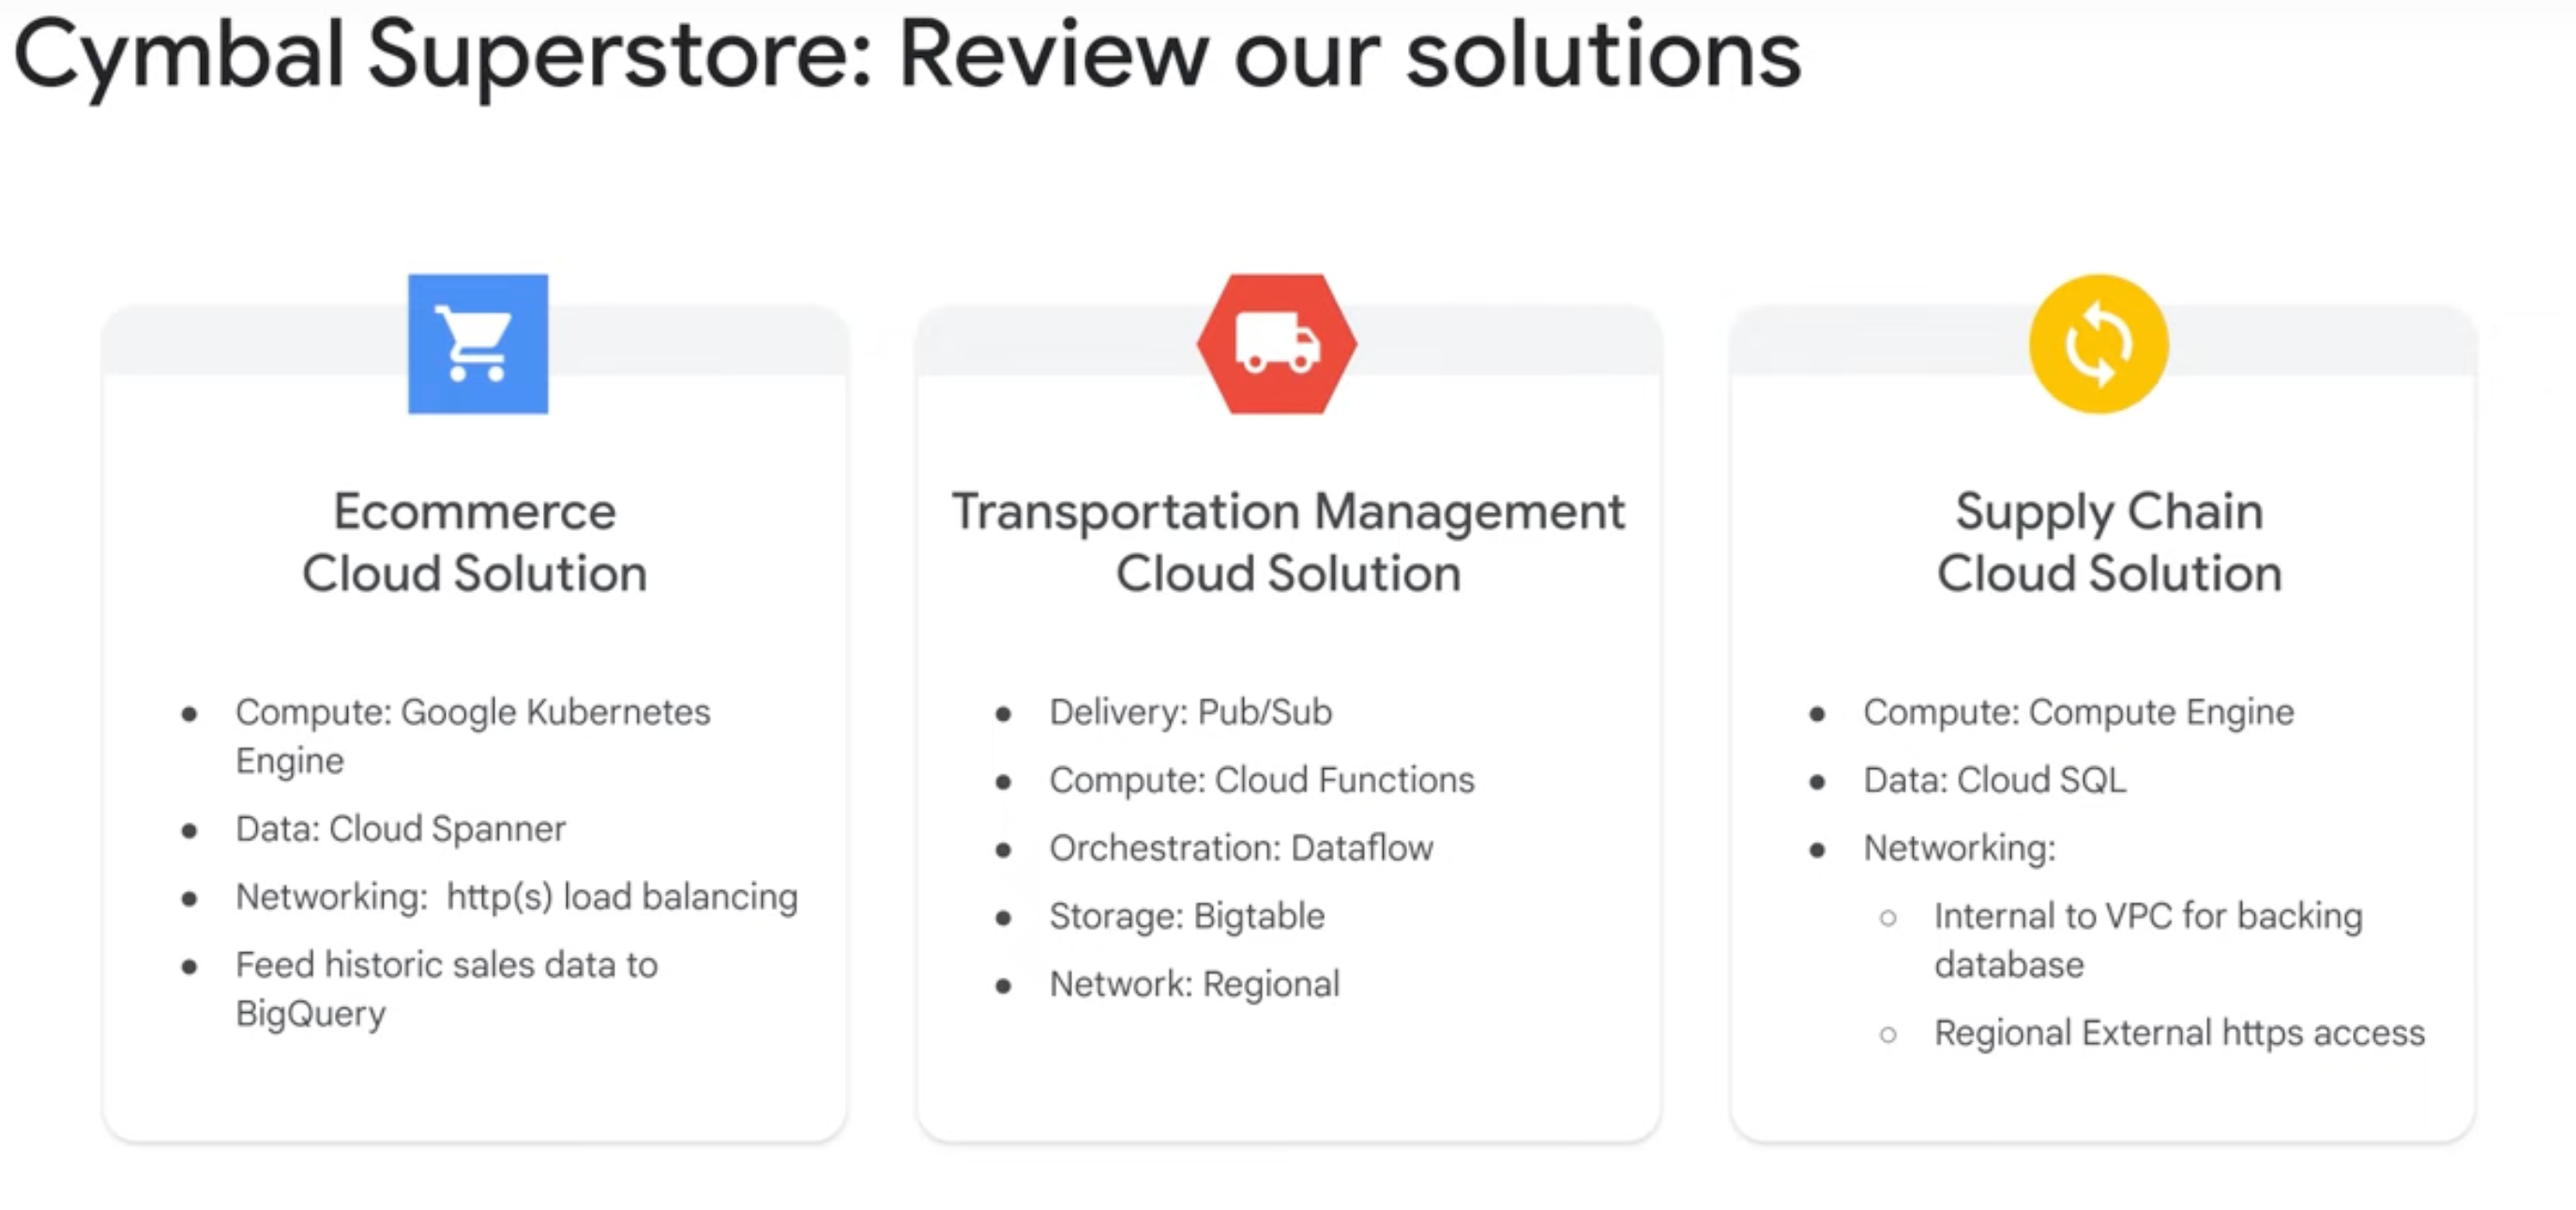 Cymbal Superstore: Review our solutions
Ecommerce
Cloud Solution
● Compute: Google Kubernetes
Engine
● Data: Cloud Spanner
● Networking:  http(s) load balancing
● Feed historic sales data to
BigQuery
Transportation Management
Cloud Solution
● Delivery: Pub/Sub
● Compute: Cloud Functions
● Orchestration: Dataflow
● Storage: Bigtable
● Network: Regional
Supply Chain
Cloud Solution
● Compute: Compute Engine
● Data: Cloud SQL
● Networking:
○ Internal to VPC for backing
database
○ Regional External https access